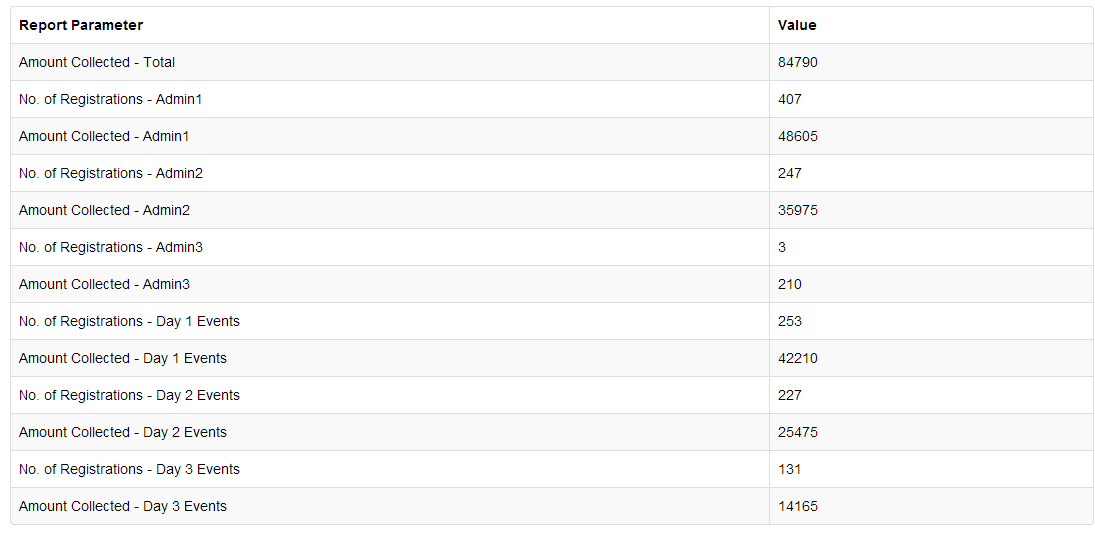 Report Parameter Value
Amount Collected - Total 84790
No. of Registrations - Admin1 407
Amount Collected - Admin1 48605
No. of Registrations - Admin2 247
Amount Collected - Admin2 35975
No. of Registrations - Admin3 3
Amount Collected - Admin3 210
No. of Registrations - Day 1 Events 253
Amount Collected - Day 1 Events 42210
No. of Registrations - Day 2 Events 227
Amount Collected - Day 2 Events 25475
No. of Registrations - Day 3 Events 131
Amount Collected - Day 3 Events 14165